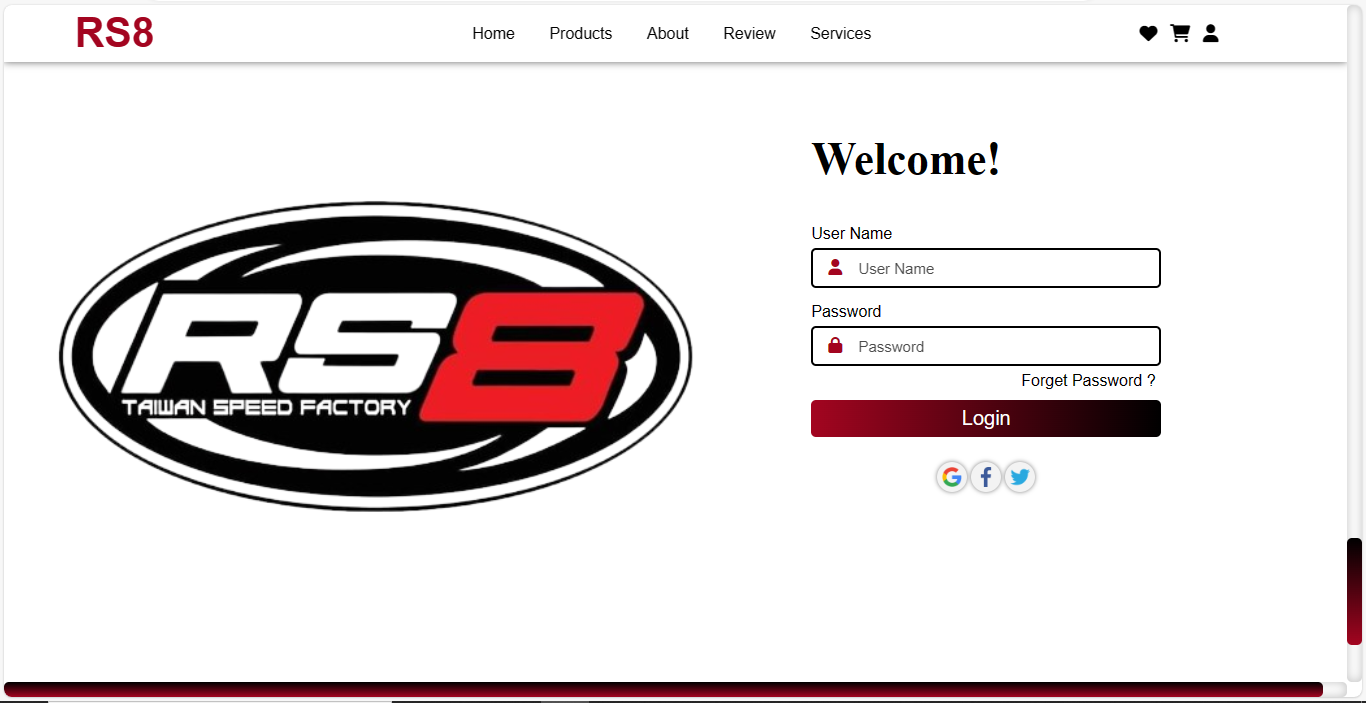 RS8
Home Products About Review Services
Welcome!
User Name
User Name
Password
Password
Forget Password ?
Login
RS8
TAIWAN SPEED FACTORY